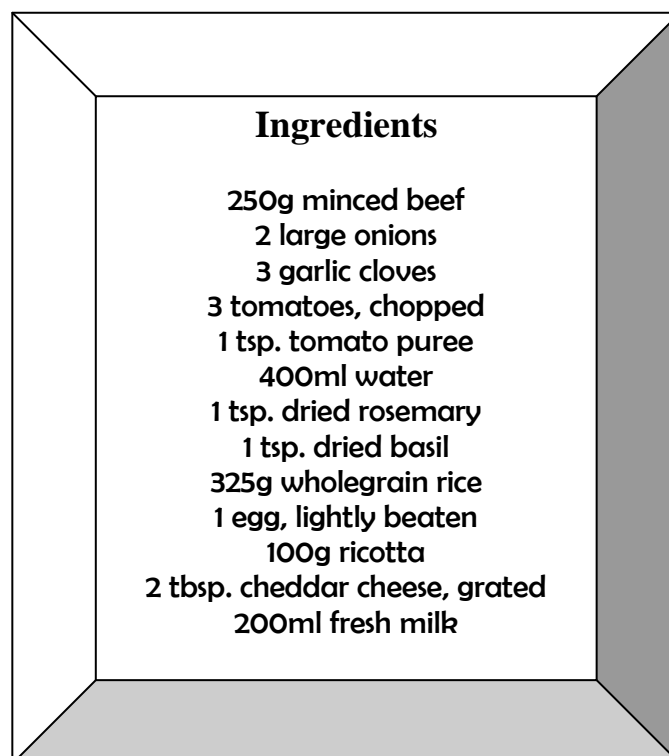 Ingredients
250g minced beef
2 large onions
3 garlic cloves
3 tomatoes, chopped
1 tsp. tomato puree
400ml water
1 tsp. dried rosemary
1 tsp. dried basil
325g wholegrain rice
1 egg, lightly beaten
100g ricotta
2 tbsp. cheddar cheese, grated
200ml fresh milk